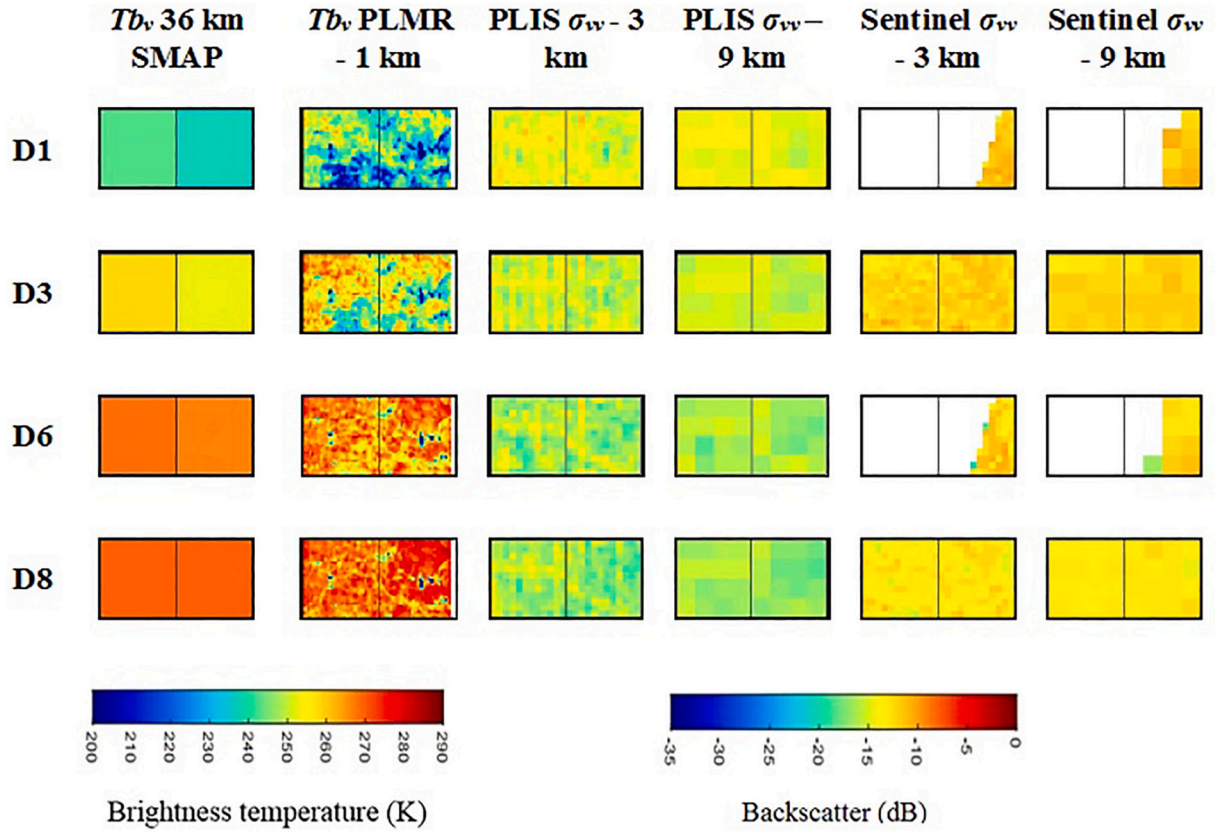 Tbᵥ 36 km SMAP
Tbᵥ PLMR - 1 km
PLIS σᵥᵥ - 3 km
PLIS σᵥᵥ – 9 km
Sentinel σᵥᵥ - 3 km
Sentinel σᵥᵥ - 9 km
D1
D3
D6
D8
200 210 220 230 240 250 260 270 280 290
Brightness temperature (K)
-35 -30 -25 -20 -15 -10 -5 0
Backscatter (dB)